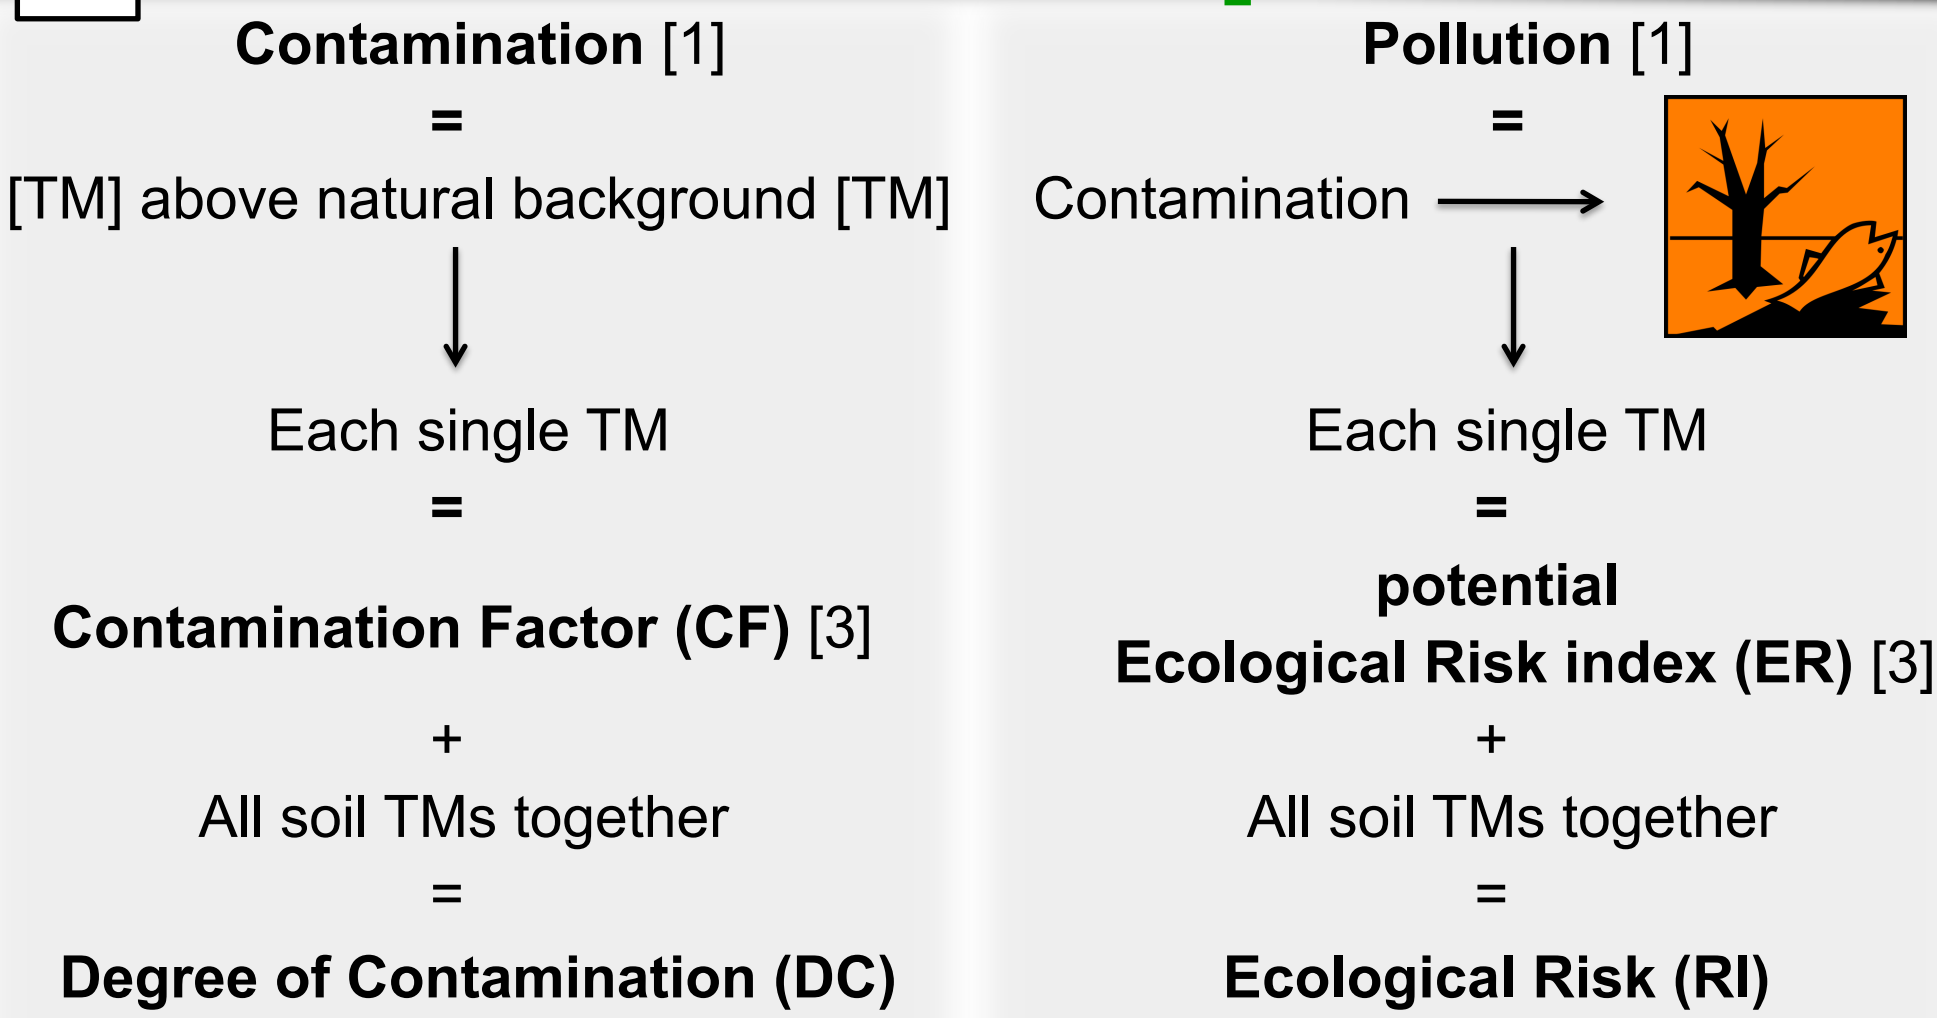 Contamination [1]
=
[TM] above natural background [TM]
Each single TM
=
Contamination Factor (CF) [3]
+
All soil TMs together
=
Degree of Contamination (DC)
Pollution [1]
=
Contamination
Each single TM
=
potential
Ecological Risk index (ER) [3]
+
All soil TMs together
=
Ecological Risk (RI)